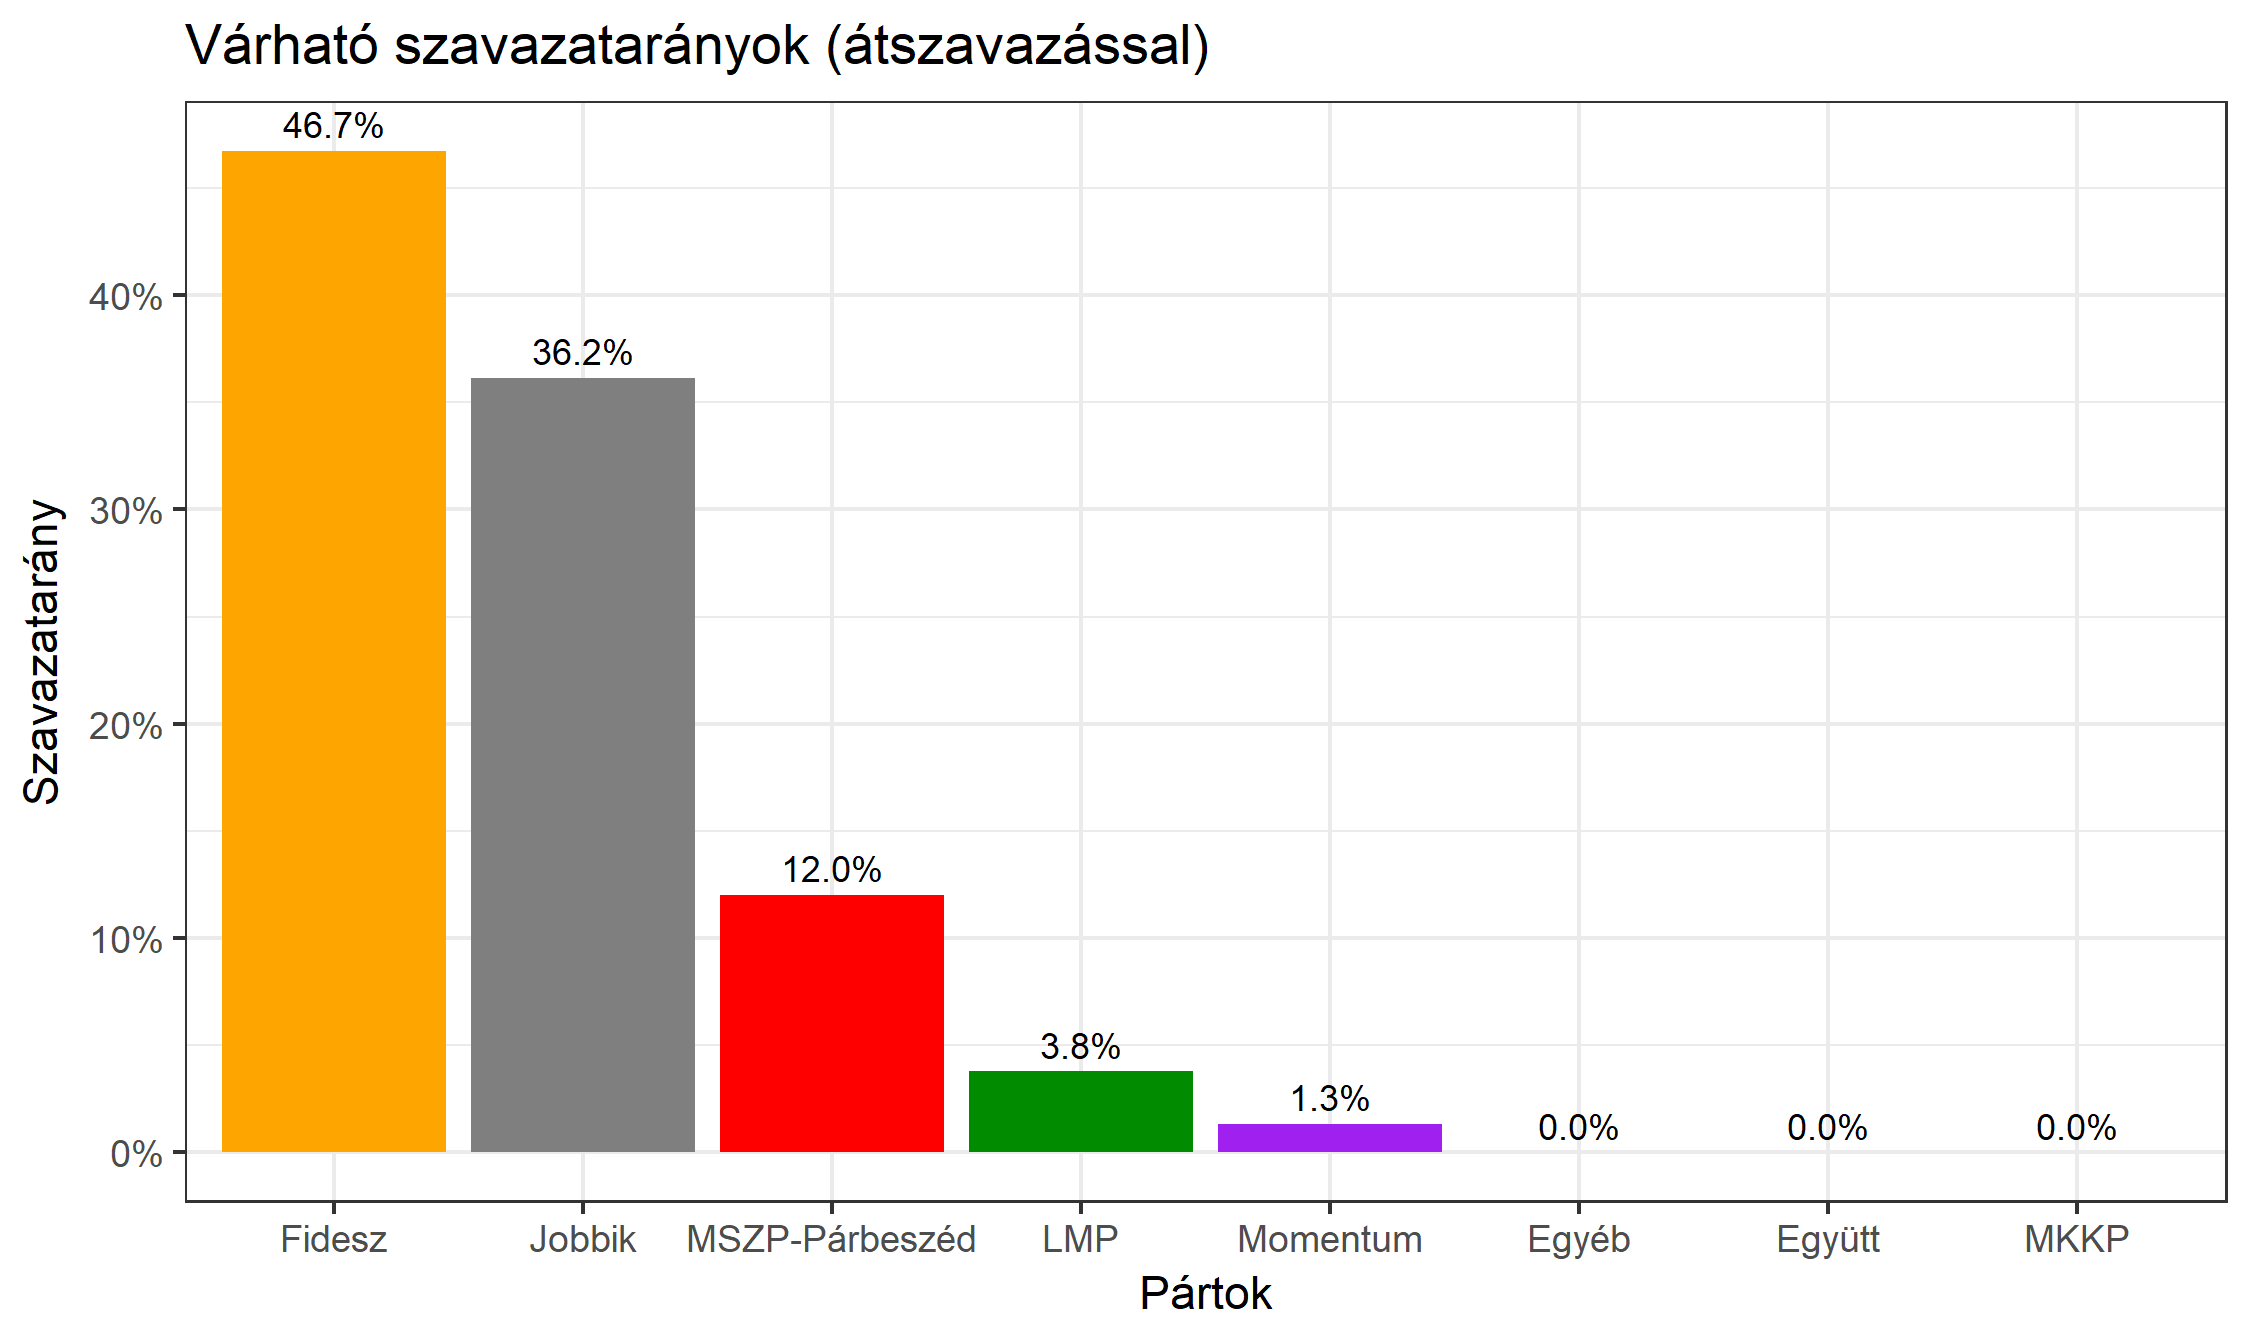 Várható szavazatarányok (átszavazással)
Szavazatarány
40%
30%
20%
10%
0%
46.7%
36.2%
12.0%
3.8%
1.3%
0.0%
0.0%
0.0%
Fidesz
Jobbik
MSZP-Párbeszéd
LMP
Momentum
Egyéb
Együtt
MKKP
Pártok